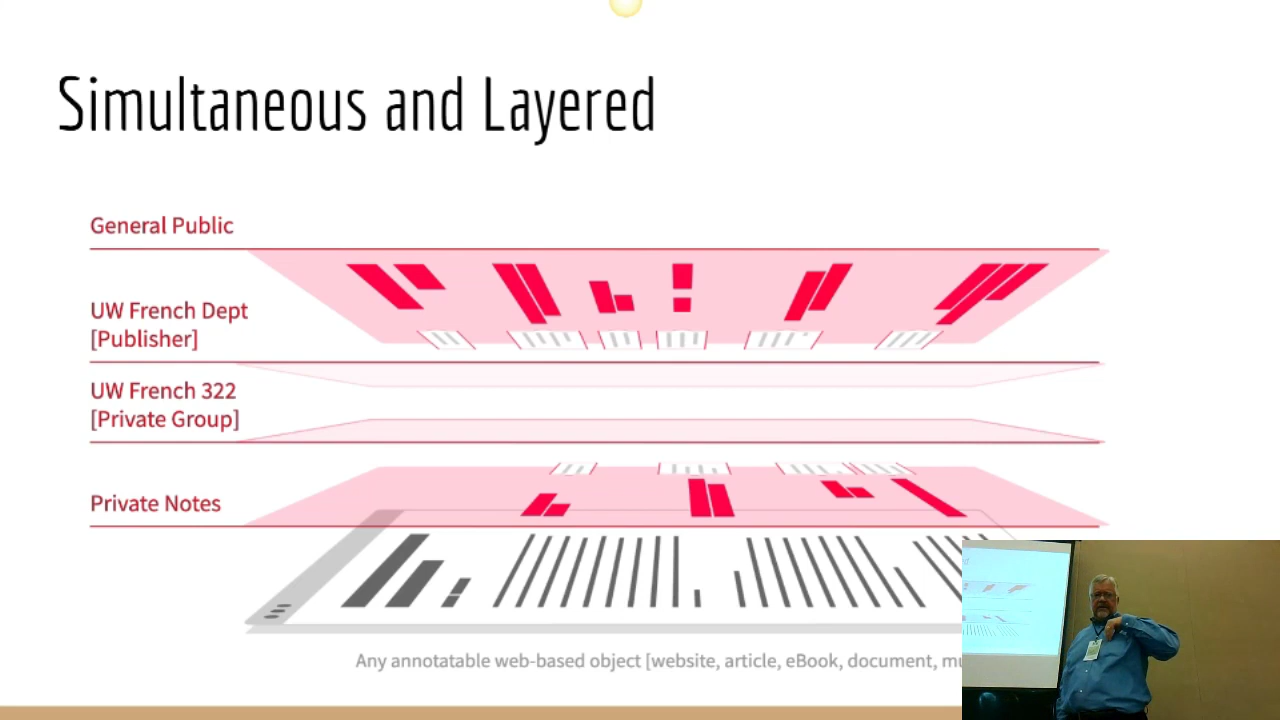 Simultaneous and Layered
General Public
UW French Dept
[Publisher]
UW French 322
[Private Group]
Private Notes
Any annotatable web-based object [website, article, eBook, document, mu